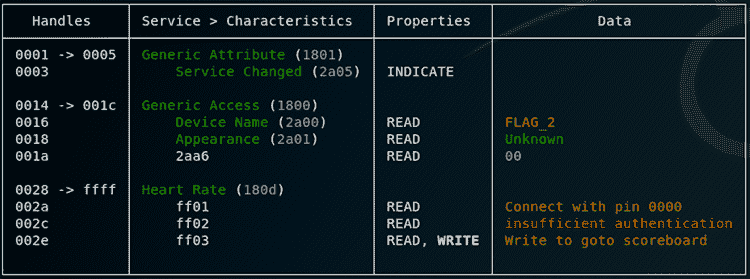 Handles Service > Characteristics Properties Data
0001 -> 0005 Generic Attribute (1801)
0003 Service Changed (2a05) INDICATE
0014 -> 001c Generic Access (1800)
0016 Device Name (2a00) READ FLAG_2
0018 Appearance (2a01) READ Unknown
001a 2aa6 READ 00
0028 -> ffff Heart Rate (180d)
002a ff01 READ Connect with pin 0000
002c ff02 READ insufficient authentication
002e ff03 READ, WRITE Write to goto scoreboard